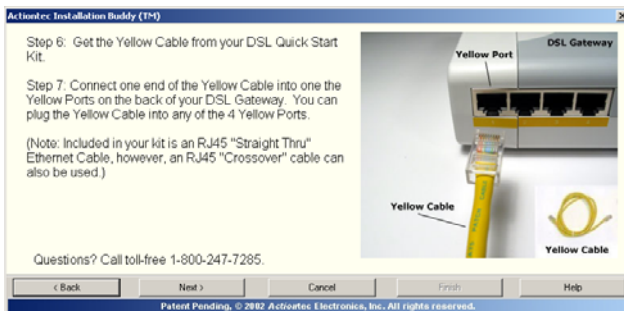 Actiontec Installation Buddy (TM)
Step 6: Get the Yellow Cable from your DSL Quick Start
Kit.
Step 7: Connect one end of the Yellow Cable into one the
Yellow Ports on the back of your DSL Gateway. You can
plug the Yellow Cable into any of the 4 Yellow Ports.
(Note: Included in your kit is an RJ45 "Straight Thru"
Ethernet Cable, however, an RJ45 "Crossover" cable can
also be used.)
Questions? Call toll-free 1-800-247-7285.
DSL Gateway
Yellow Port
Yellow Cable
Yellow Cable
< Back
Next >
Cancel
Finish
Help
Patent Pending, © 2002 Actiontec Electronics, Inc. All rights reserved.